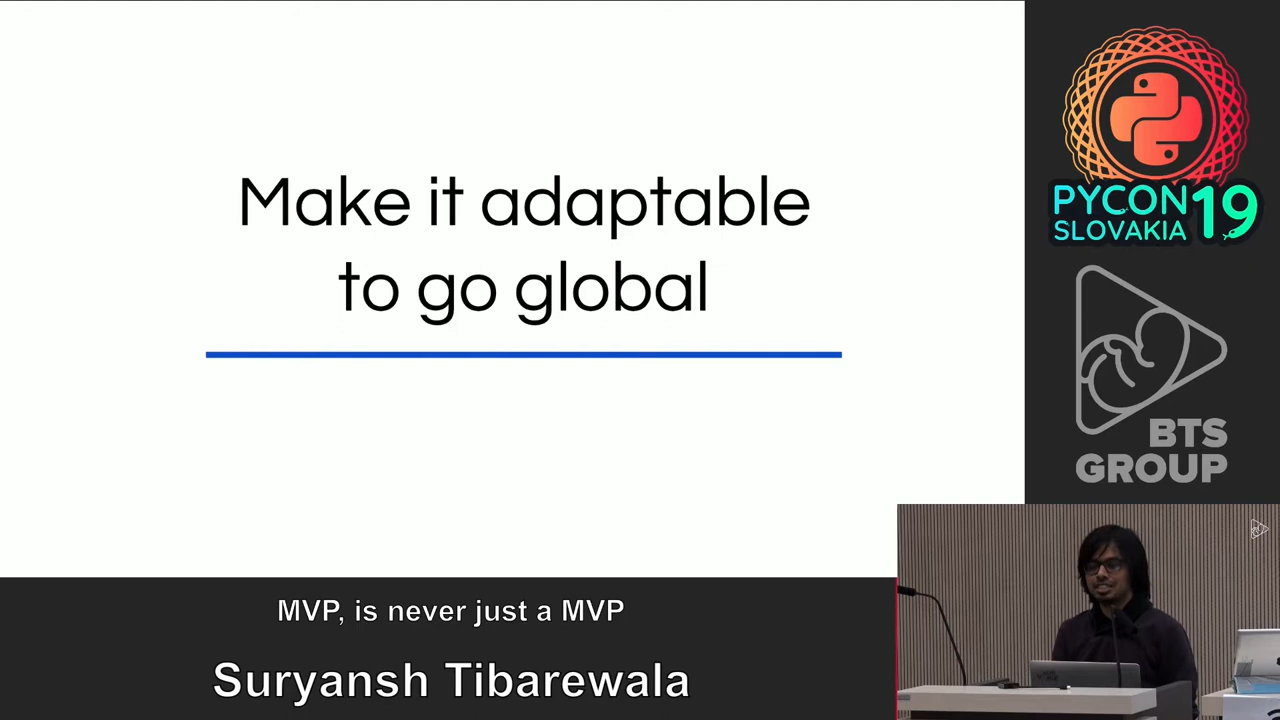 Make it adaptable
to go global
PYCON 19
SLOVAKIA
BTS
GROUP
MVP, is never just a MVP
Suryansh Tibarewala